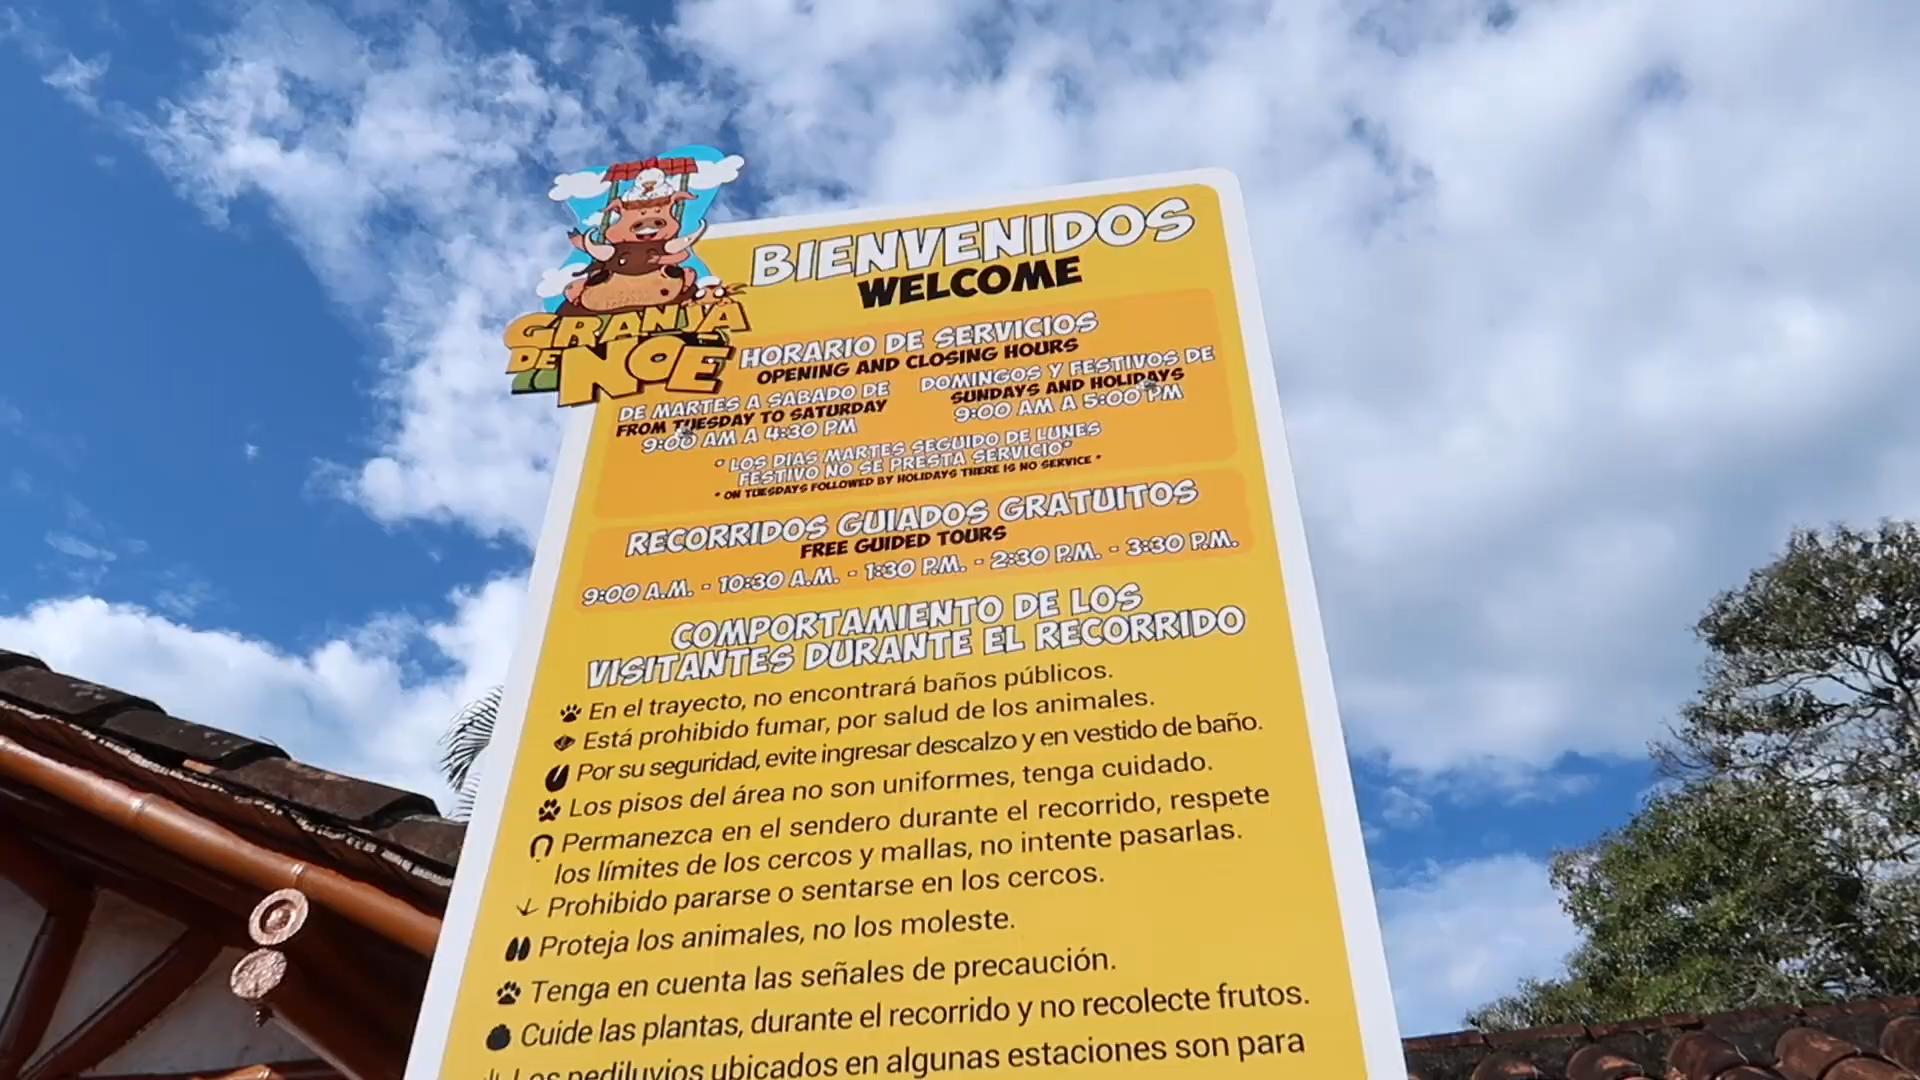 GRANJA
DE NOE
BIENVENIDOS
WELCOME
HORARIO DE SERVICIOS
OPENING AND CLOSING HOURS
DE MARTES A SABADO DE
FROM TUESDAY TO SATURDAY
9:00 AM A 4:30 PM
DOMINGOS Y FESTIVOS DE
SUNDAYS AND HOLIDAYS
9:00 AM A 5:00 PM
* LOS DIAS MARTES SEGUIDO DE LUNES
FESTIVO NO SE PRESTA SERVICIO*
* ON TUESDAYS FOLLOWED BY HOLIDAYS THERE IS NO SERVICE *
RECORRIDOS GUIADOS GRATUITOS
FREE GUIDED TOURS
9:00 A.M. - 10:30 A.M. - 1:30 P.M. - 2:30 P.M. - 3:30 P.M.
COMPORTAMIENTO DE LOS
VISITANTES DURANTE EL RECORRIDO
En el trayecto, no encontrará baños públicos.
Está prohibido fumar, por salud de los animales.
Por su seguridad, evite ingresar descalzo y en vestido de baño.
Los pisos del área no son uniformes, tenga cuidado.
Permanezca en el sendero durante el recorrido, respete
los límites de los cercos y mallas, no intente pasarlas.
Prohibido pararse o sentarse en los cercos.
Proteja los animales, no los moleste.
Tenga en cuenta las señales de precaución.
Cuide las plantas, durante el recorrido y no recolecte frutos.
Los pediluvios ubicados en algunas estaciones son para